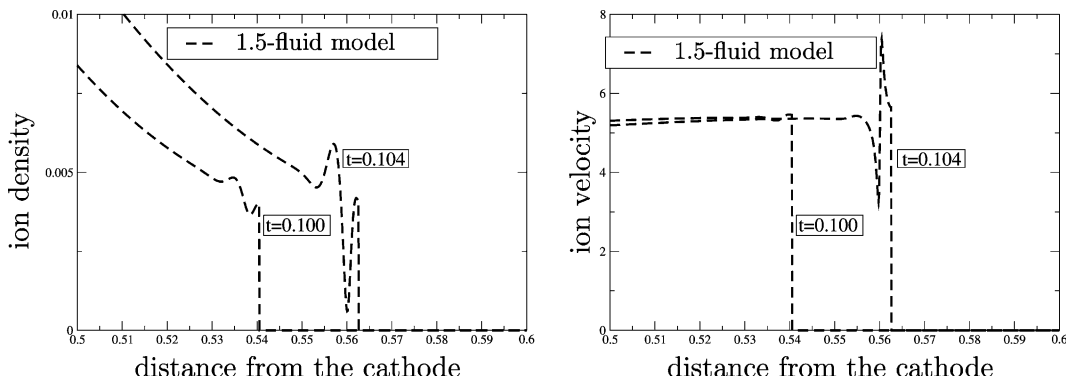 0.01
0.005
0
ion density
1.5-fluid model
t=0.104
t=0.100
0.5 0.51 0.52 0.53 0.54 0.55 0.56 0.57 0.58 0.59 0.6
distance from the cathode
8
6
4
2
0
ion velocity
1.5-fluid model
t=0.104
t=0.100
0.5 0.51 0.52 0.53 0.54 0.55 0.56 0.57 0.58 0.59 0.6
distance from the cathode